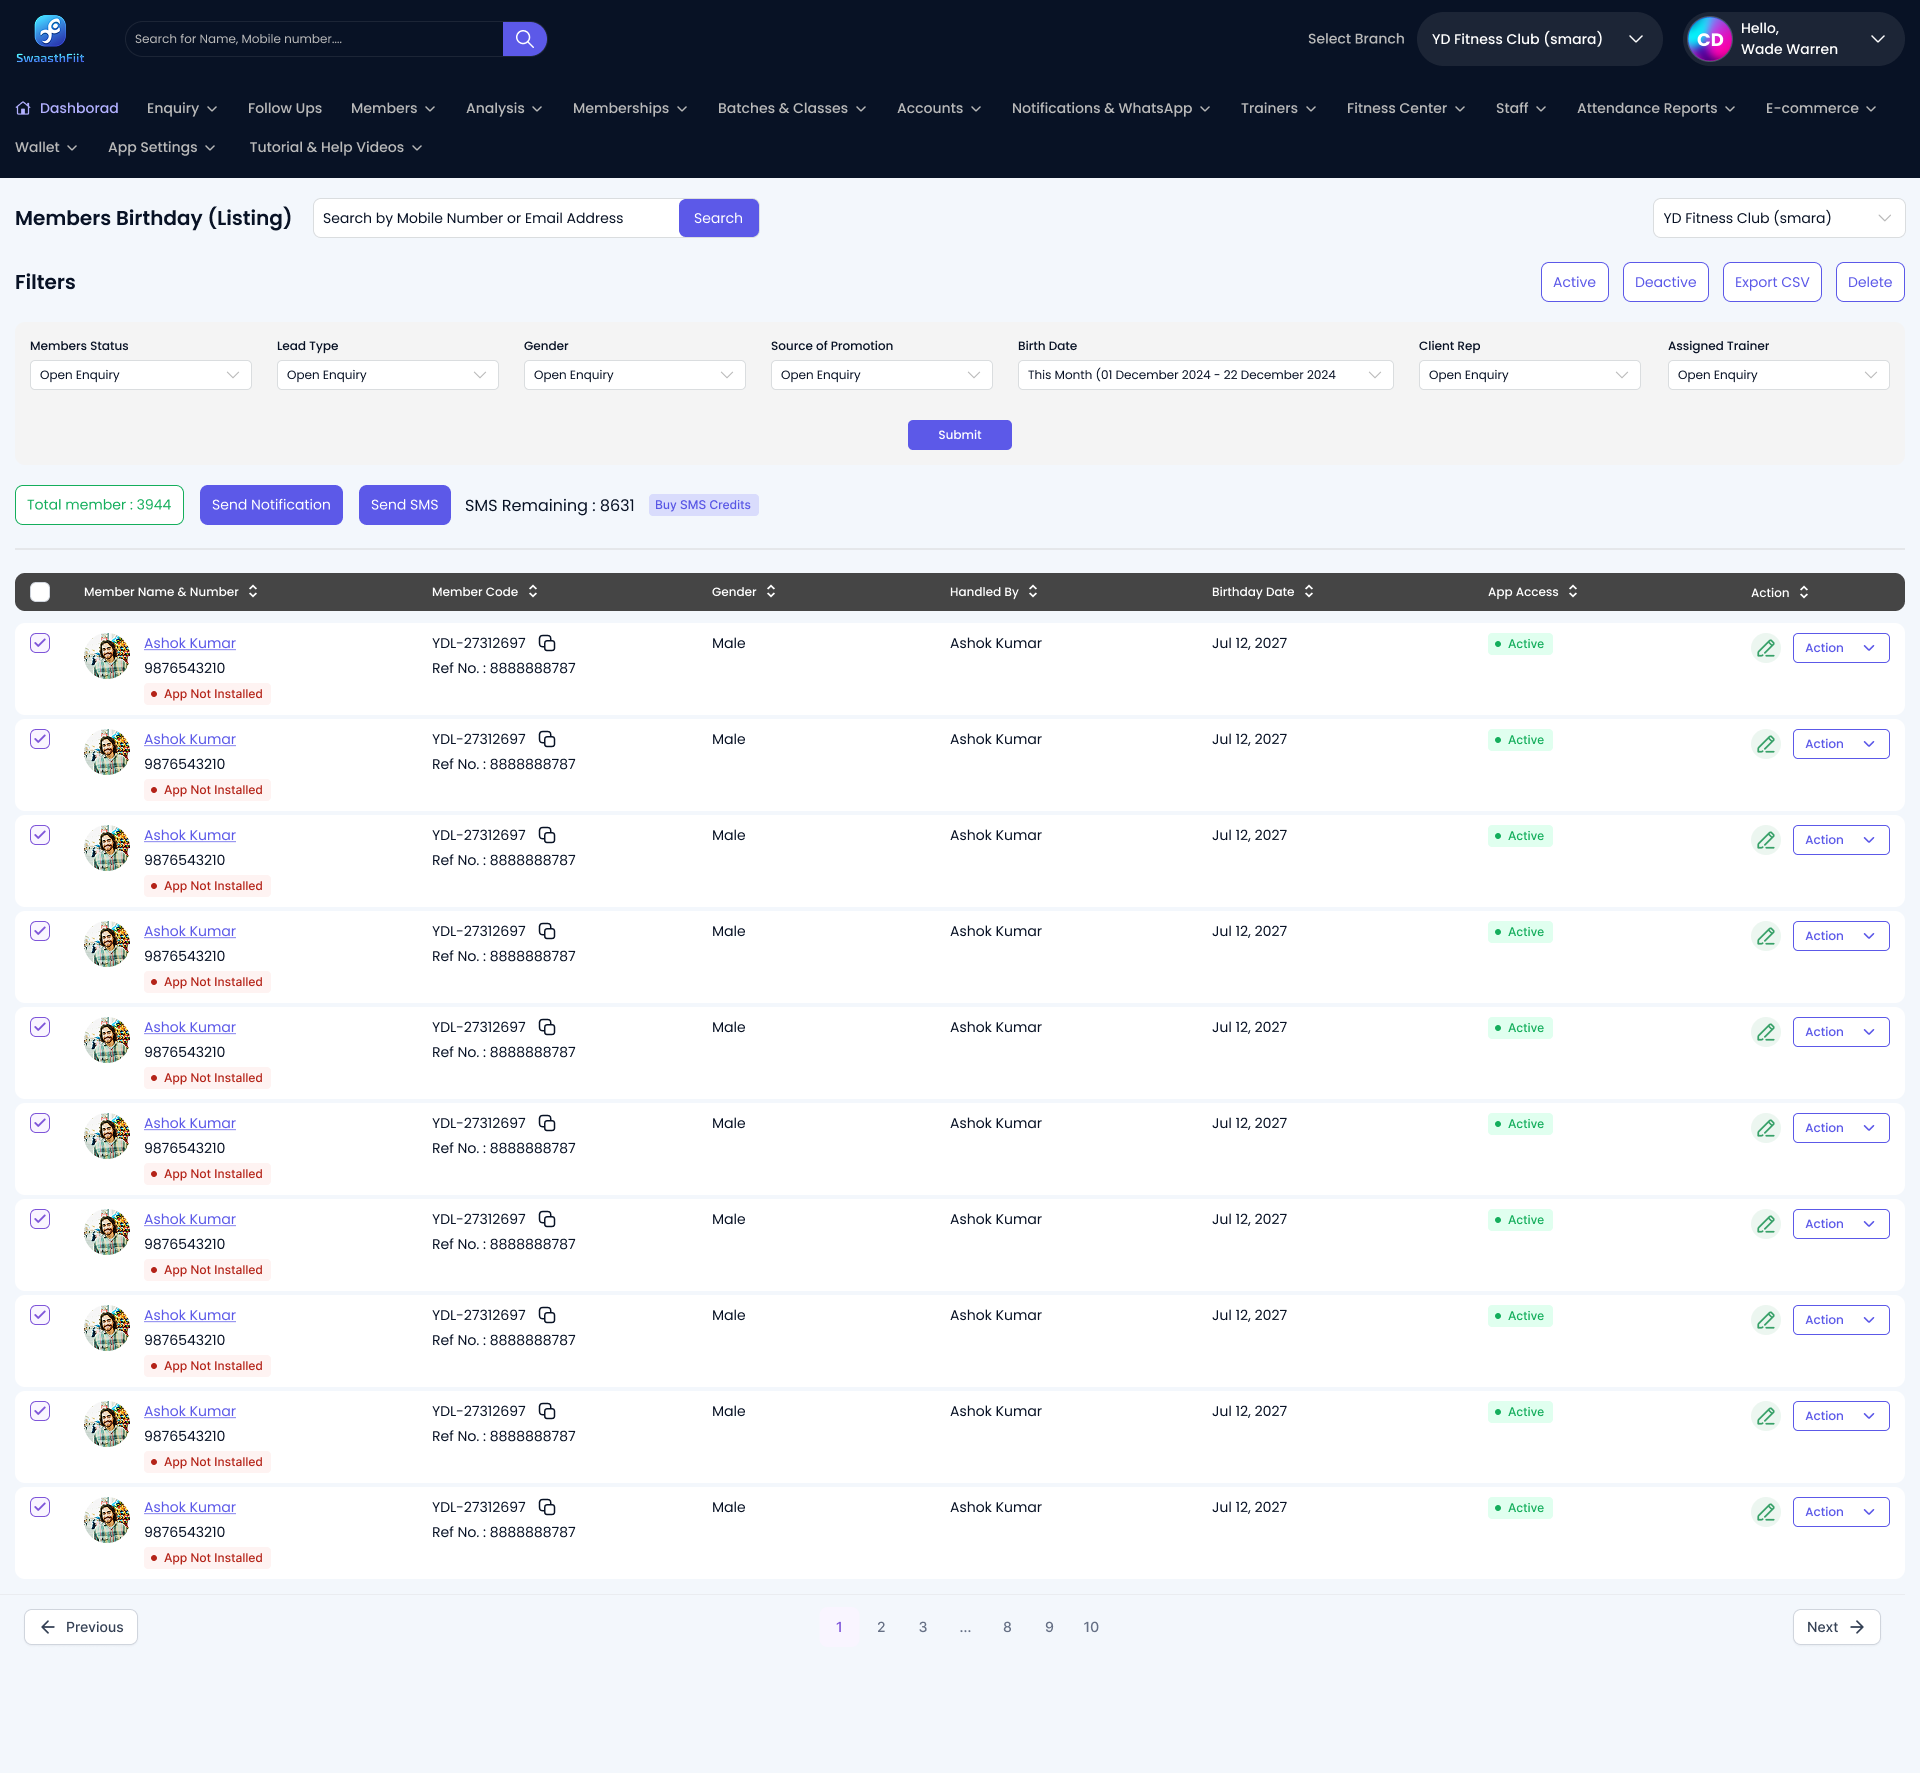 SwaasthFiit
Search for Name, Mobile number....
Select Branch
YD Fitness Club (smara)
CD
Hello,
Wade Warren
Dashborad
Enquiry
Follow Ups
Members
Analysis
Memberships
Batches & Classes
Accounts
Notifications & WhatsApp
Trainers
Fitness Center
Staff
Attendance Reports
E-commerce
Wallet
App Settings
Tutorial & Help Videos
Members Birthday (Listing)
Search by Mobile Number or Email Address
Search
YD Fitness Club (smara)
Filters
Active
Deactive
Export CSV
Delete
Members Status
Lead Type
Gender
Source of Promotion
Birth Date
Client Rep
Assigned Trainer
Open Enquiry
Open Enquiry
Open Enquiry
Open Enquiry
This Month (01 December 2024 - 22 December 2024
Open Enquiry
Open Enquiry
Submit
Total member : 3944
Send Notification
Send SMS
SMS Remaining : 8631
Buy SMS Credits
Member Name & Number
Member Code
Gender
Handled By
Birthday Date
App Access
Action
Ashok Kumar
9876543210
App Not Installed
YDL-27312697
Ref No. : 8888888787
Male
Ashok Kumar
Jul 12, 2027
Active
Action
Ashok Kumar
9876543210
App Not Installed
YDL-27312697
Ref No. : 8888888787
Male
Ashok Kumar
Jul 12, 2027
Active
Action
Ashok Kumar
9876543210
App Not Installed
YDL-27312697
Ref No. : 8888888787
Male
Ashok Kumar
Jul 12, 2027
Active
Action
Ashok Kumar
9876543210
App Not Installed
YDL-27312697
Ref No. : 8888888787
Male
Ashok Kumar
Jul 12, 2027
Active
Action
Ashok Kumar
9876543210
App Not Installed
YDL-27312697
Ref No. : 8888888787
Male
Ashok Kumar
Jul 12, 2027
Active
Action
Ashok Kumar
9876543210
App Not Installed
YDL-27312697
Ref No. : 8888888787
Male
Ashok Kumar
Jul 12, 2027
Active
Action
Ashok Kumar
9876543210
App Not Installed
YDL-27312697
Ref No. : 8888888787
Male
Ashok Kumar
Jul 12, 2027
Active
Action
Ashok Kumar
9876543210
App Not Installed
YDL-27312697
Ref No. : 8888888787
Male
Ashok Kumar
Jul 12, 2027
Active
Action
Ashok Kumar
9876543210
App Not Installed
YDL-27312697
Ref No. : 8888888787
Male
Ashok Kumar
Jul 12, 2027
Active
Action
Ashok Kumar
9876543210
App Not Installed
YDL-27312697
Ref No. : 8888888787
Male
Ashok Kumar
Jul 12, 2027
Active
Action
Previous
1 2 3 ... 8 9 10
Next